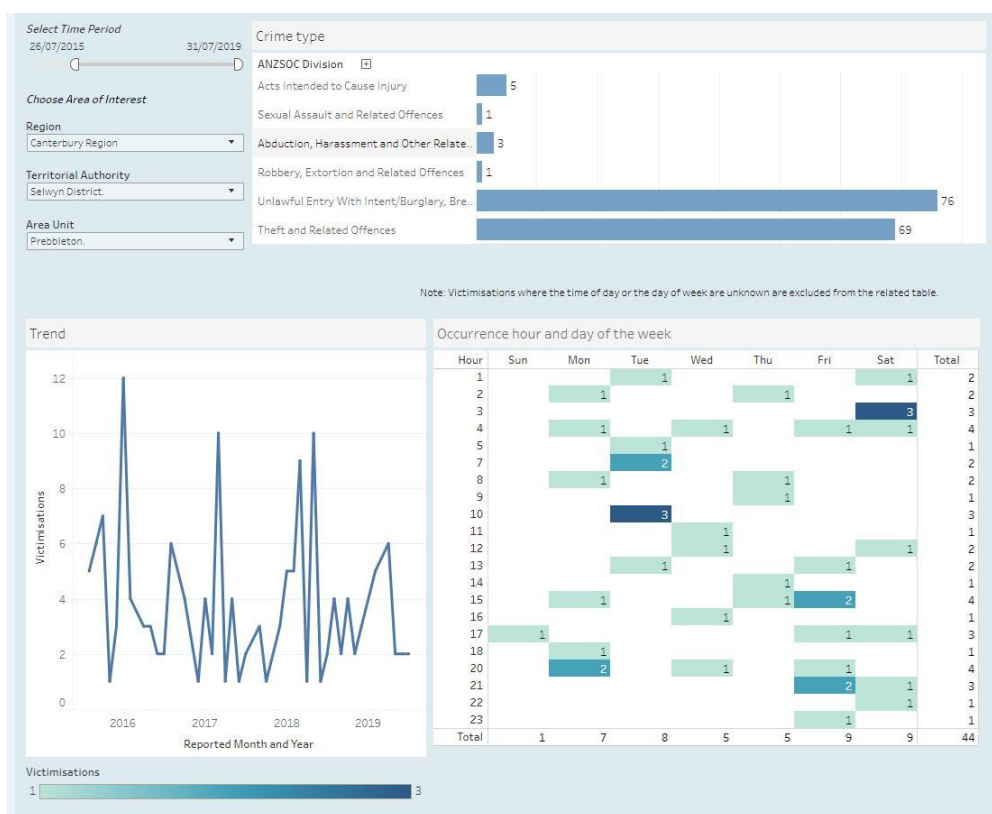 Select Time Period
26/07/2015 31/07/2019
Choose Area of Interest
Region
Canterbury Region
Territorial Authority
Selwyn District.
Area Unit
Prebbleton.
Crime type
ANZSOC Division
Acts Intended to Cause Injury 5
Sexual Assault and Related Offences 1
Abduction, Harassment and Other Relate.. 3
Robbery, Extortion and Related Offences 1
Unlawful Entry With Intent/Burglary, Bre.. 76
Theft and Related Offences 69
Note: Victimisations where the time of day or the day of week are unknown are excluded from the related table.
Trend
12
10
8
6
4
2
0
Victimisations
2016 2017 2018 2019
Reported Month and Year
Occurrence hour and day of the week
Hour Sun Mon Tue Wed Thu Fri Sat Total
1 1 1 2
2 1 1 2
3 3 3
4 1 1 1 1 4
5 1 1
7 2 2
8 1 1 2
9 1 1
10 3 3
11 1 1
12 1 1 2
13 1 1 2
14 1 1
15 1 1 2 4
16 1 1
17 1 1 1 3
18 1 1
20 2 1 1 4
21 2 1 3
22 1 1
23 1 1
Total 1 7 8 5 5 9 9 44
Victimisations
1 3